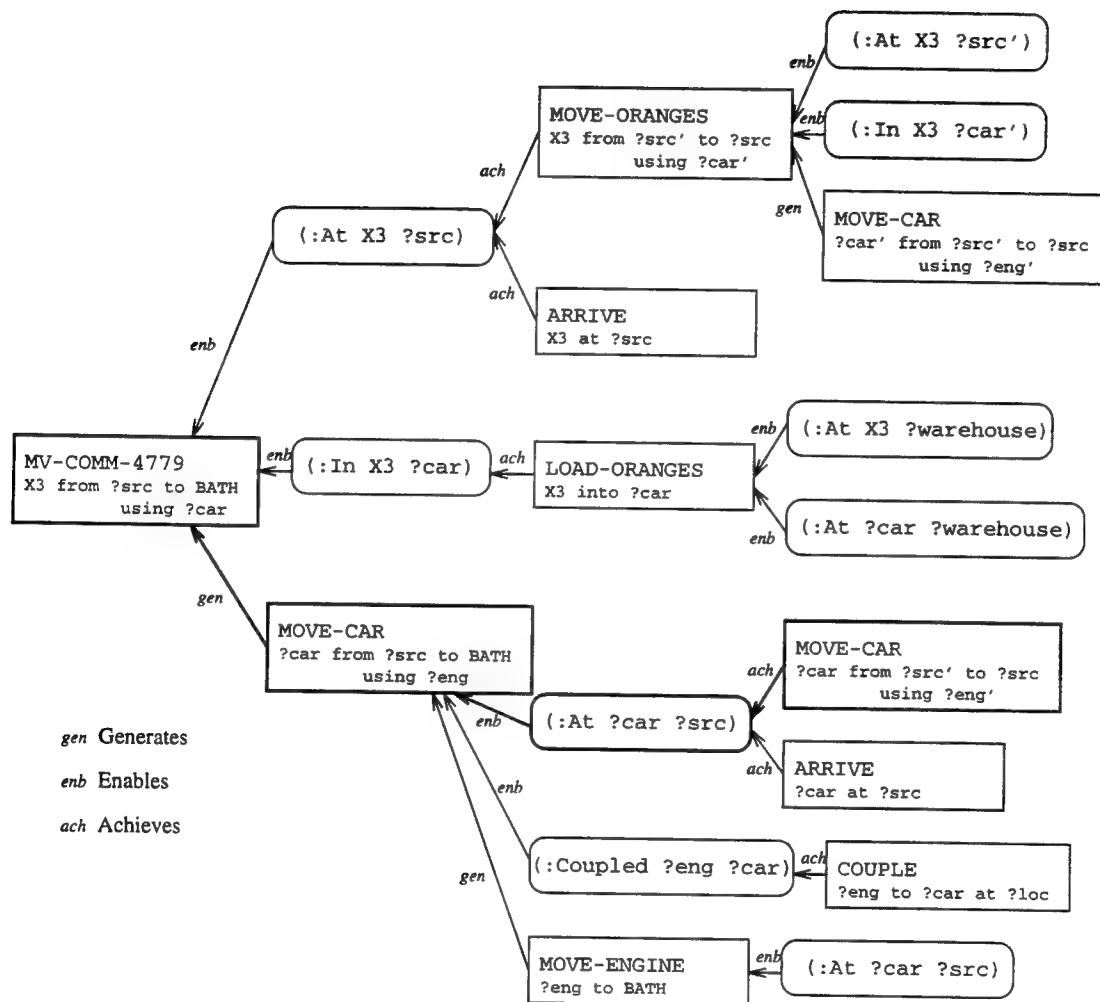 (:At X3 ?src')
enb
MOVE-ORANGES
X3 from ?src' to ?src
using ?car'
enb
(:In X3 ?car')
ach
gen
MOVE-CAR
?car' from ?src' to ?src
using ?eng'
(:At X3 ?src)
ach
ARRIVE
X3 at ?src
enb
MV-COMM-4779
X3 from ?src to BATH
using ?car
enb
(:In X3 ?car)
ach
LOAD-ORANGES
X3 into ?car
enb
(:At X3 ?warehouse)
enb
(:At ?car ?warehouse)
gen
MOVE-CAR
?car from ?src to BATH
using ?eng
enb
(:At ?car ?src)
ach
MOVE-CAR
?car from ?src' to ?src
using ?eng'
ach
ARRIVE
?car at ?src
gen Generates
enb Enables
ach Achieves
enb
(:Coupled ?eng ?car)
ach
COUPLE
?eng to ?car at ?loc
gen
MOVE-ENGINE
?eng to BATH
enb
(:At ?car ?src)